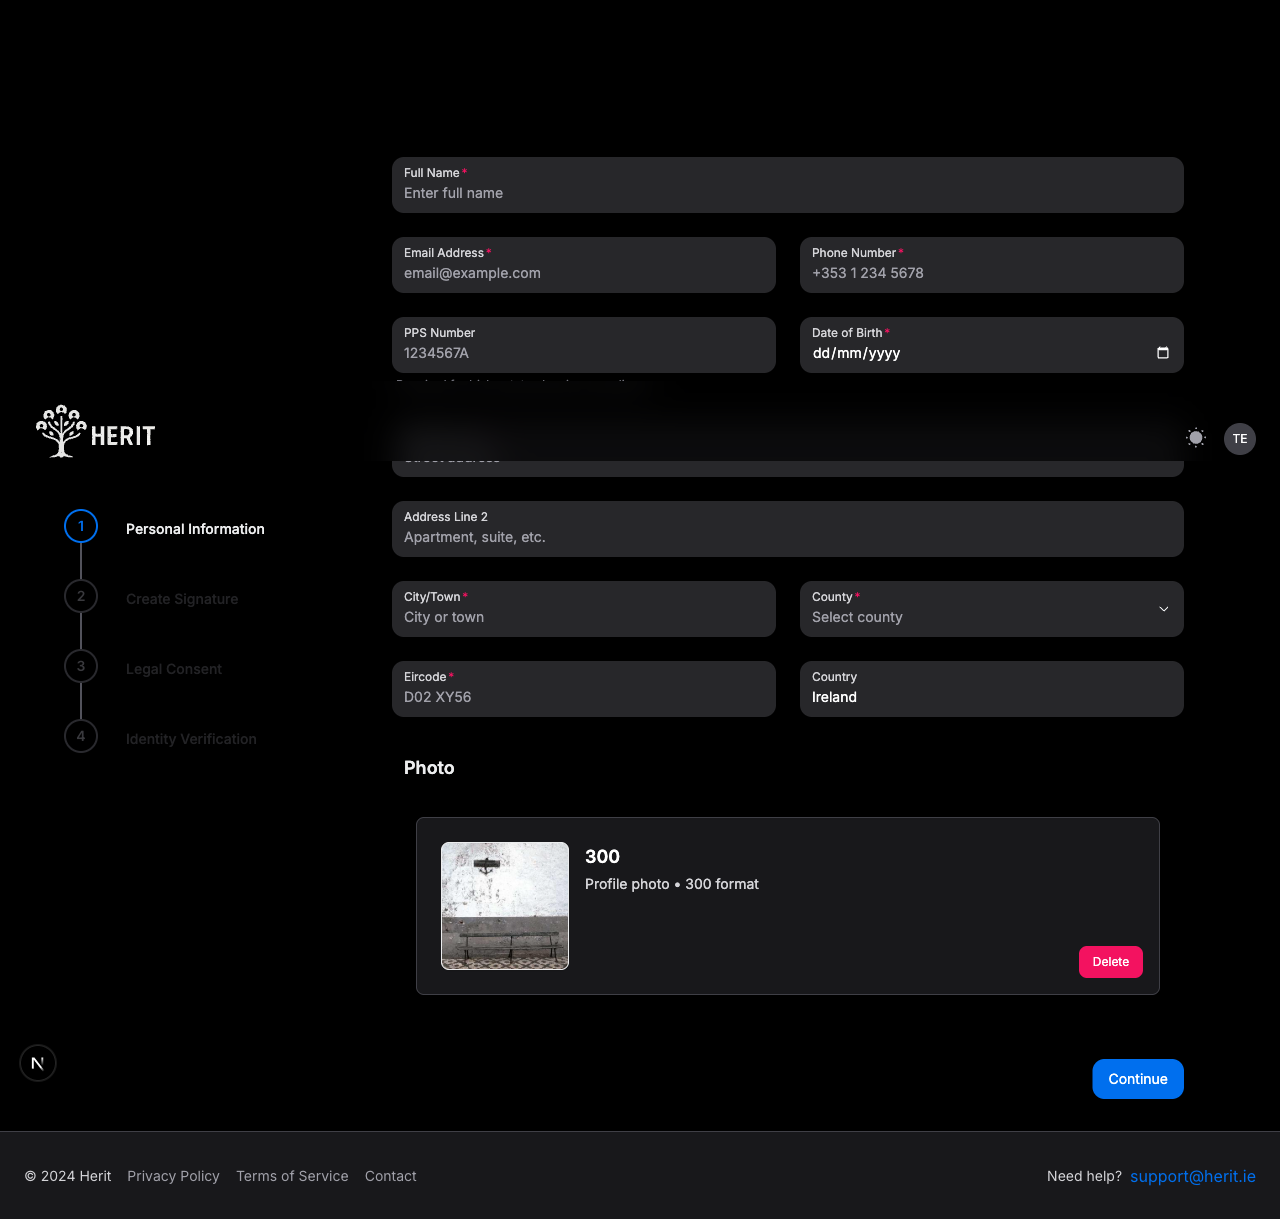 Full Name*
Enter full name
Email Address*
email@example.com
Phone Number*
+353 1 234 5678
PPS Number
1234567A
Date of Birth*
dd/mm/yyyy
HERIT
TE
1
Personal Information
2
Create Signature
3
Legal Consent
4
Identity Verification
Address Line 2
Apartment, suite, etc.
City/Town*
City or town
County*
Select county
Eircode*
D02 XY56
Country
Ireland
Photo
300
Profile photo • 300 format
Delete
N
Continue
© 2024 Herit Privacy Policy Terms of Service Contact
Need help? support@herit.ie